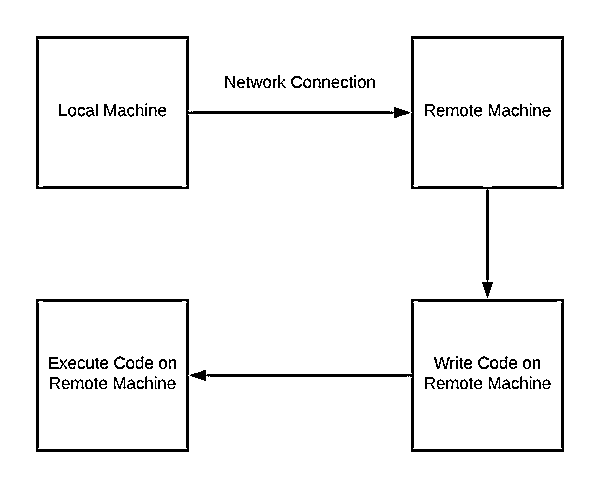 Network Connection
Local Machine
Remote Machine
Execute Code on
Remote Machine
Write Code on
Remote Machine